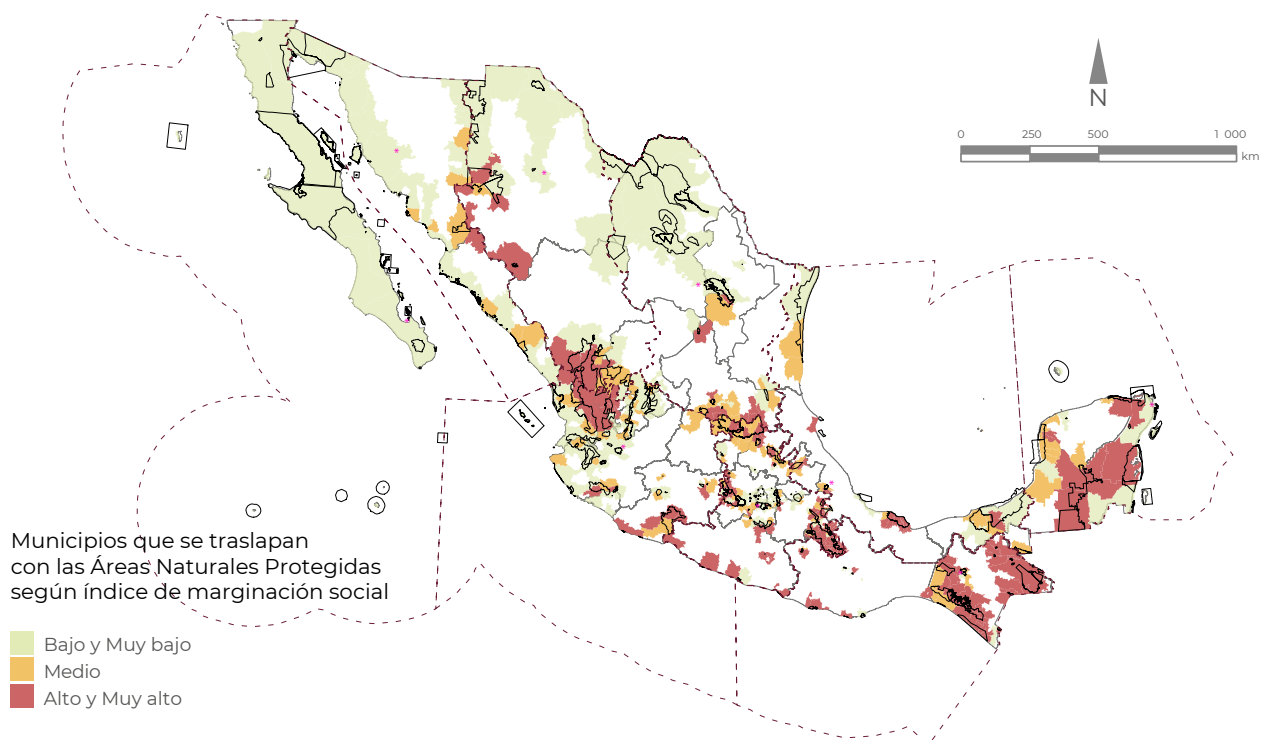 N
0 250 500 1 000
km
Municipios que se traslapan
con las Áreas Naturales Protegidas
según índice de marginación social
Bajo y Muy bajo
Medio
Alto y Muy alto